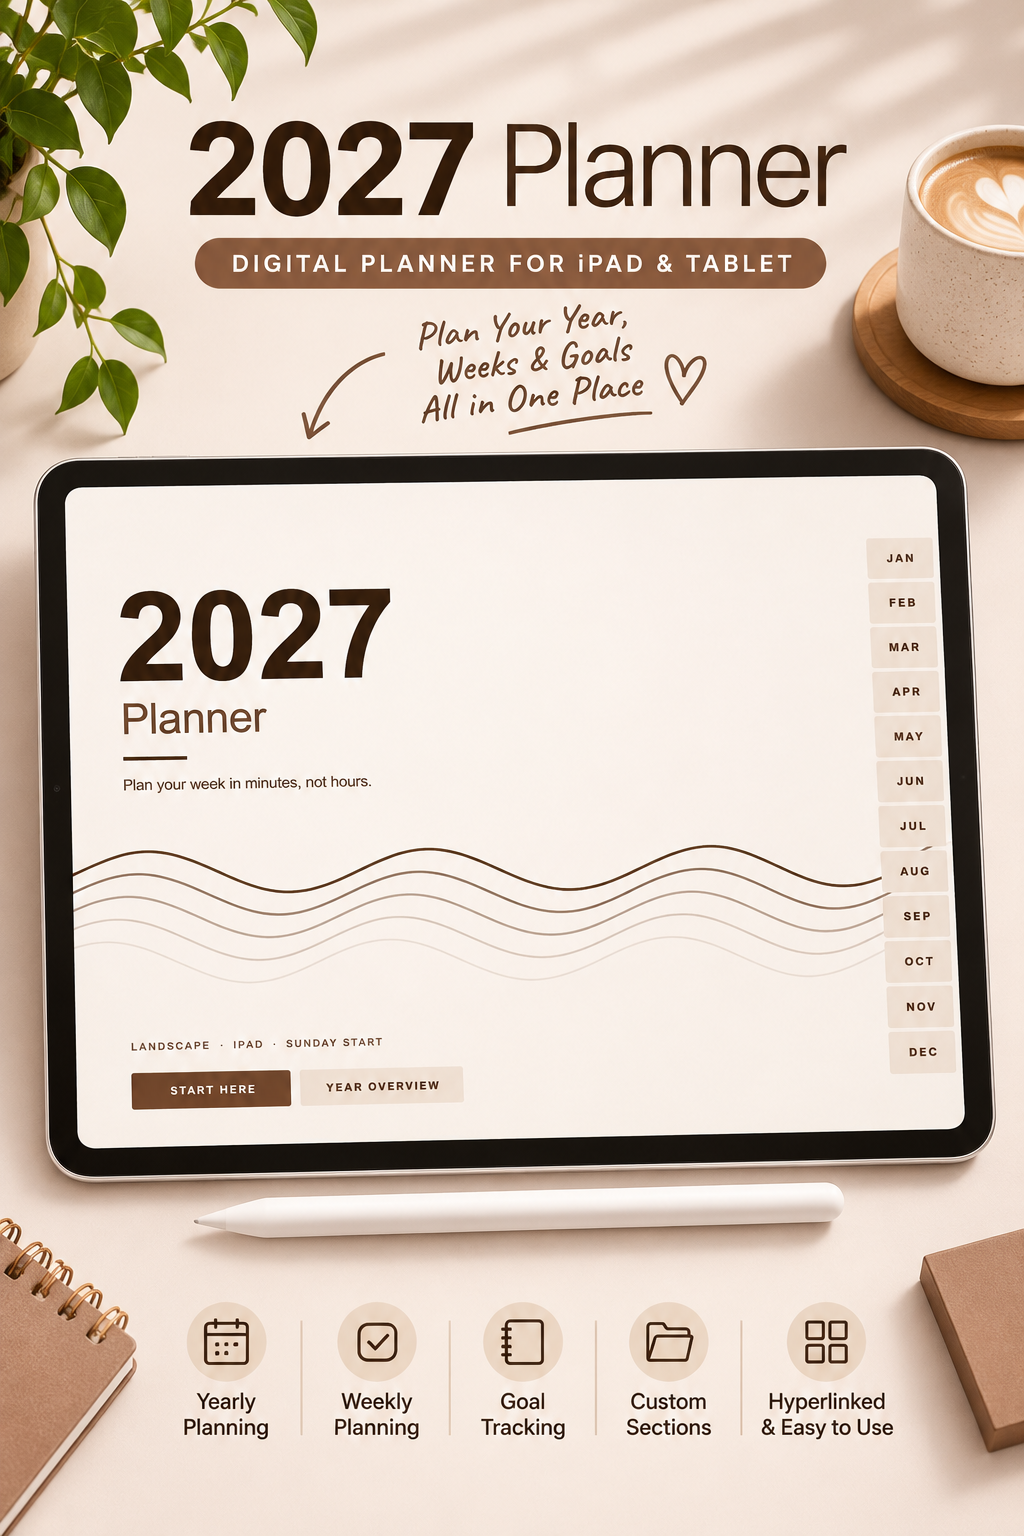 2027 Planner
DIGITAL PLANNER FOR iPAD & TABLET
Plan Your Year,
Weeks & Goals
All in One Place
2027
Planner
Plan your week in minutes, not hours.
LANDSCAPE · IPAD · SUNDAY START
START HERE
YEAR OVERVIEW
JAN
FEB
MAR
APR
MAY
JUN
JUL
AUG
SEP
OCT
NOV
DEC
Yearly
Planning
Weekly
Planning
Goal
Tracking
Custom
Sections
Hyperlinked
& Easy to Use